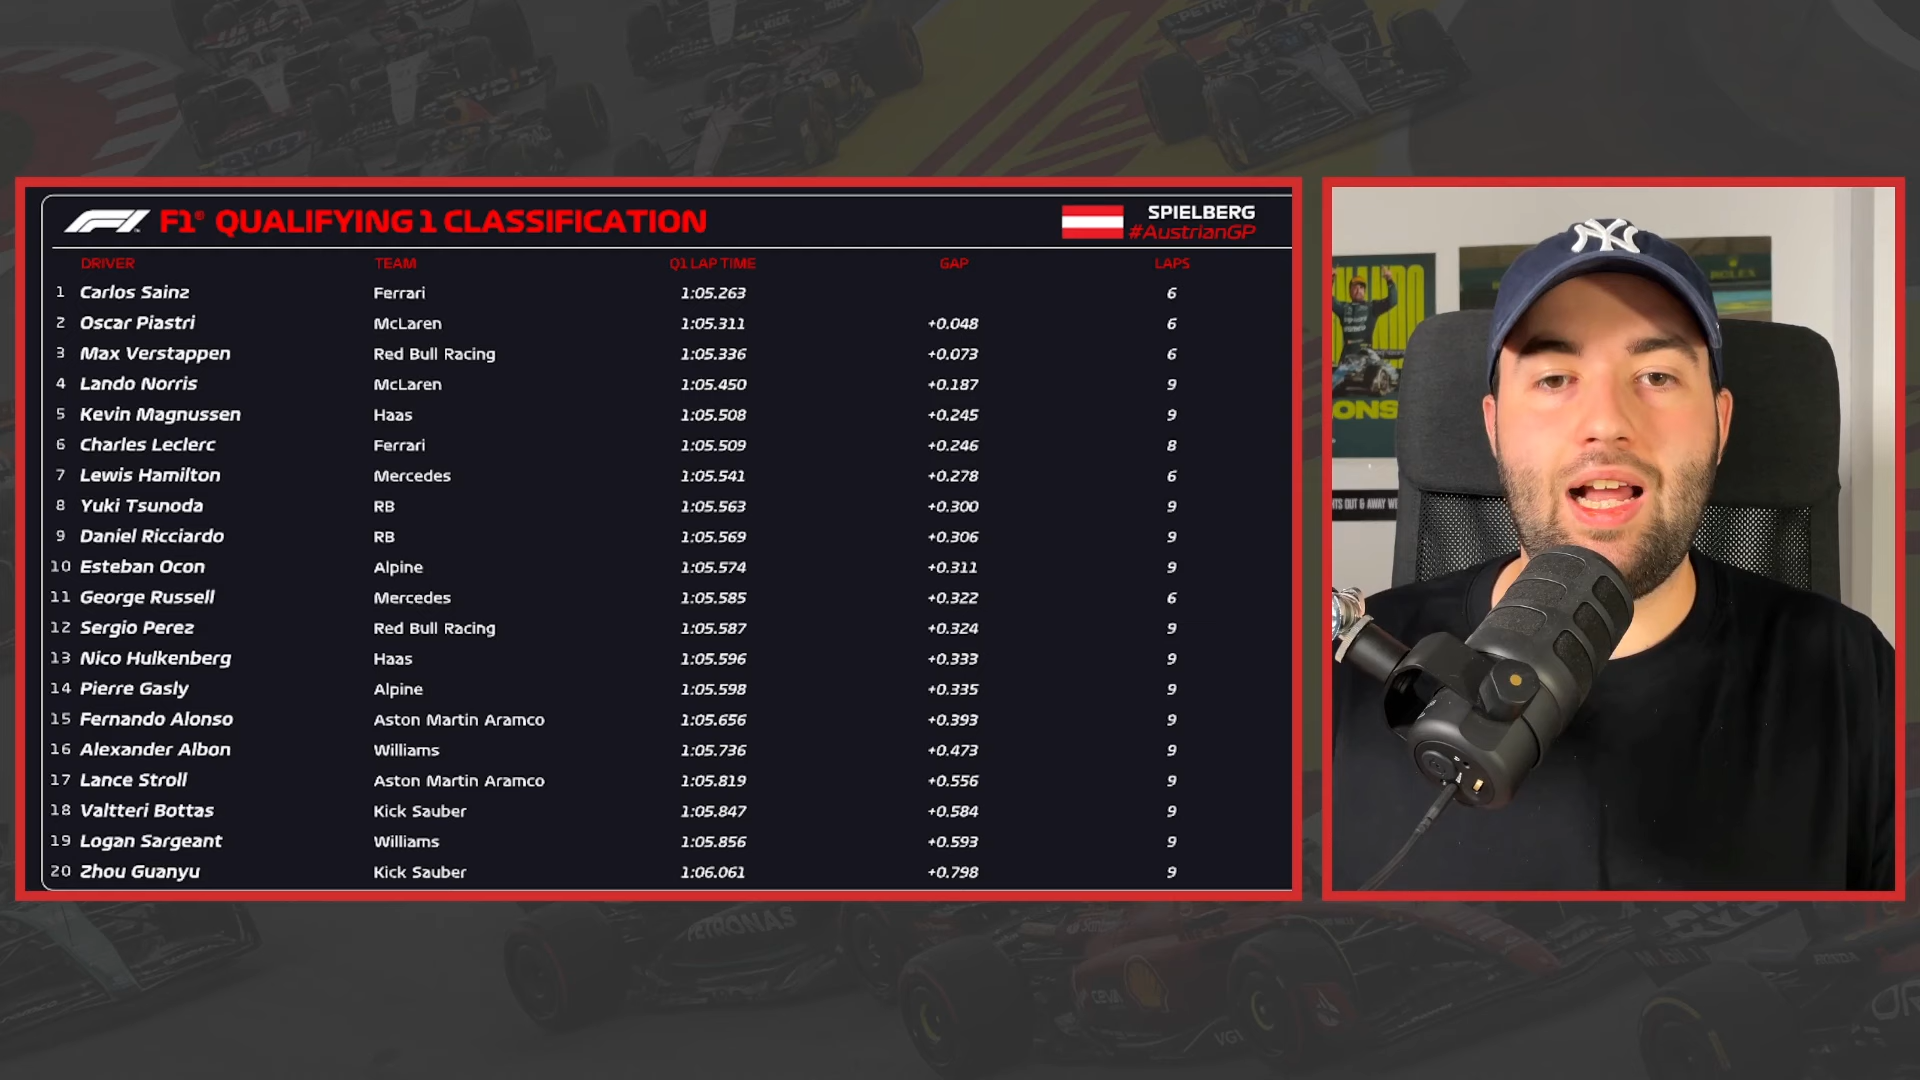 F1® QUALIFYING 1 CLASSIFICATION
SPIELBERG
#AustrianGP
DRIVER TEAM Q1 LAP TIME GAP LAPS
1 Carlos Sainz Ferrari 1:05.263 6
2 Oscar Piastri McLaren 1:05.311 +0.048 6
3 Max Verstappen Red Bull Racing 1:05.336 +0.073 6
4 Lando Norris McLaren 1:05.450 +0.187 9
5 Kevin Magnussen Haas 1:05.508 +0.245 9
6 Charles Leclerc Ferrari 1:05.509 +0.246 8
7 Lewis Hamilton Mercedes 1:05.541 +0.278 6
8 Yuki Tsunoda RB 1:05.563 +0.300 9
9 Daniel Ricciardo RB 1:05.569 +0.306 9
10 Esteban Ocon Alpine 1:05.574 +0.311 9
11 George Russell Mercedes 1:05.585 +0.322 6
12 Sergio Perez Red Bull Racing 1:05.587 +0.324 9
13 Nico Hulkenberg Haas 1:05.596 +0.333 9
14 Pierre Gasly Alpine 1:05.598 +0.335 9
15 Fernando Alonso Aston Martin Aramco 1:05.656 +0.393 9
16 Alexander Albon Williams 1:05.736 +0.473 9
17 Lance Stroll Aston Martin Aramco 1:05.819 +0.556 9
18 Valtteri Bottas Kick Sauber 1:05.847 +0.584 9
19 Logan Sargeant Williams 1:05.856 +0.593 9
20 Zhou Guanyu Kick Sauber 1:06.061 +0.798 9
NY
ROLEX
ONS
OUT & AWAY WE
PETRONAS
VG1
HONDA